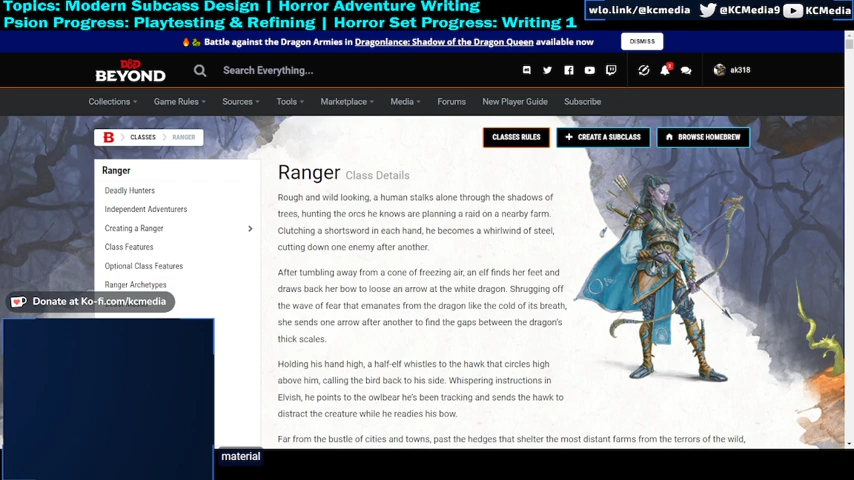 Topics: Modern Subcass Design | Horror Adventure Writing
Psion Progress: Playtesting & Refining | Horror Set Progress: Writing 1
wlo.link/@kcmedia @KCMedia9 KCMedia
Battle against the Dragon Armies in Dragonlance: Shadow of the Dragon Queen available now
DISMISS
D&D BEYOND
Search Everything...
ak318
Collections Game Rules Sources Tools Marketplace Media Forums New Player Guide Subscribe
B CLASSES RANGER
CLASSES RULES
CREATE A SUBCLASS
BROWSE HOMEBREW
Ranger
Deadly Hunters
Independent Adventurers
Creating a Ranger
Class Features
Optional Class Features
Ranger Archetypes
Donate at Ko-fi.com/kcmedia
Ranger Class Details
Rough and wild looking, a human stalks alone through the shadows of
trees, hunting the orcs he knows are planning a raid on a nearby farm.
Clutching a shortsword in each hand, he becomes a whirlwind of steel,
cutting down one enemy after another.
After tumbling away from a cone of freezing air, an elf finds her feet and
draws back her bow to loose an arrow at the white dragon. Shrugging off
the wave of fear that emanates from the dragon like the cold of its breath,
she sends one arrow after another to find the gaps between the dragon's
thick scales.
Holding his hand high, a half-elf whistles to the hawk that circles high
above him, calling the bird back to his side. Whispering instructions in
Elvish, he points to the owlbear he's been tracking and sends the hawk to
distract the creature while he readies his bow.
Far from the bustle of cities and towns, past the hedges that shelter the most distant farms from the terrors of the wild,
material